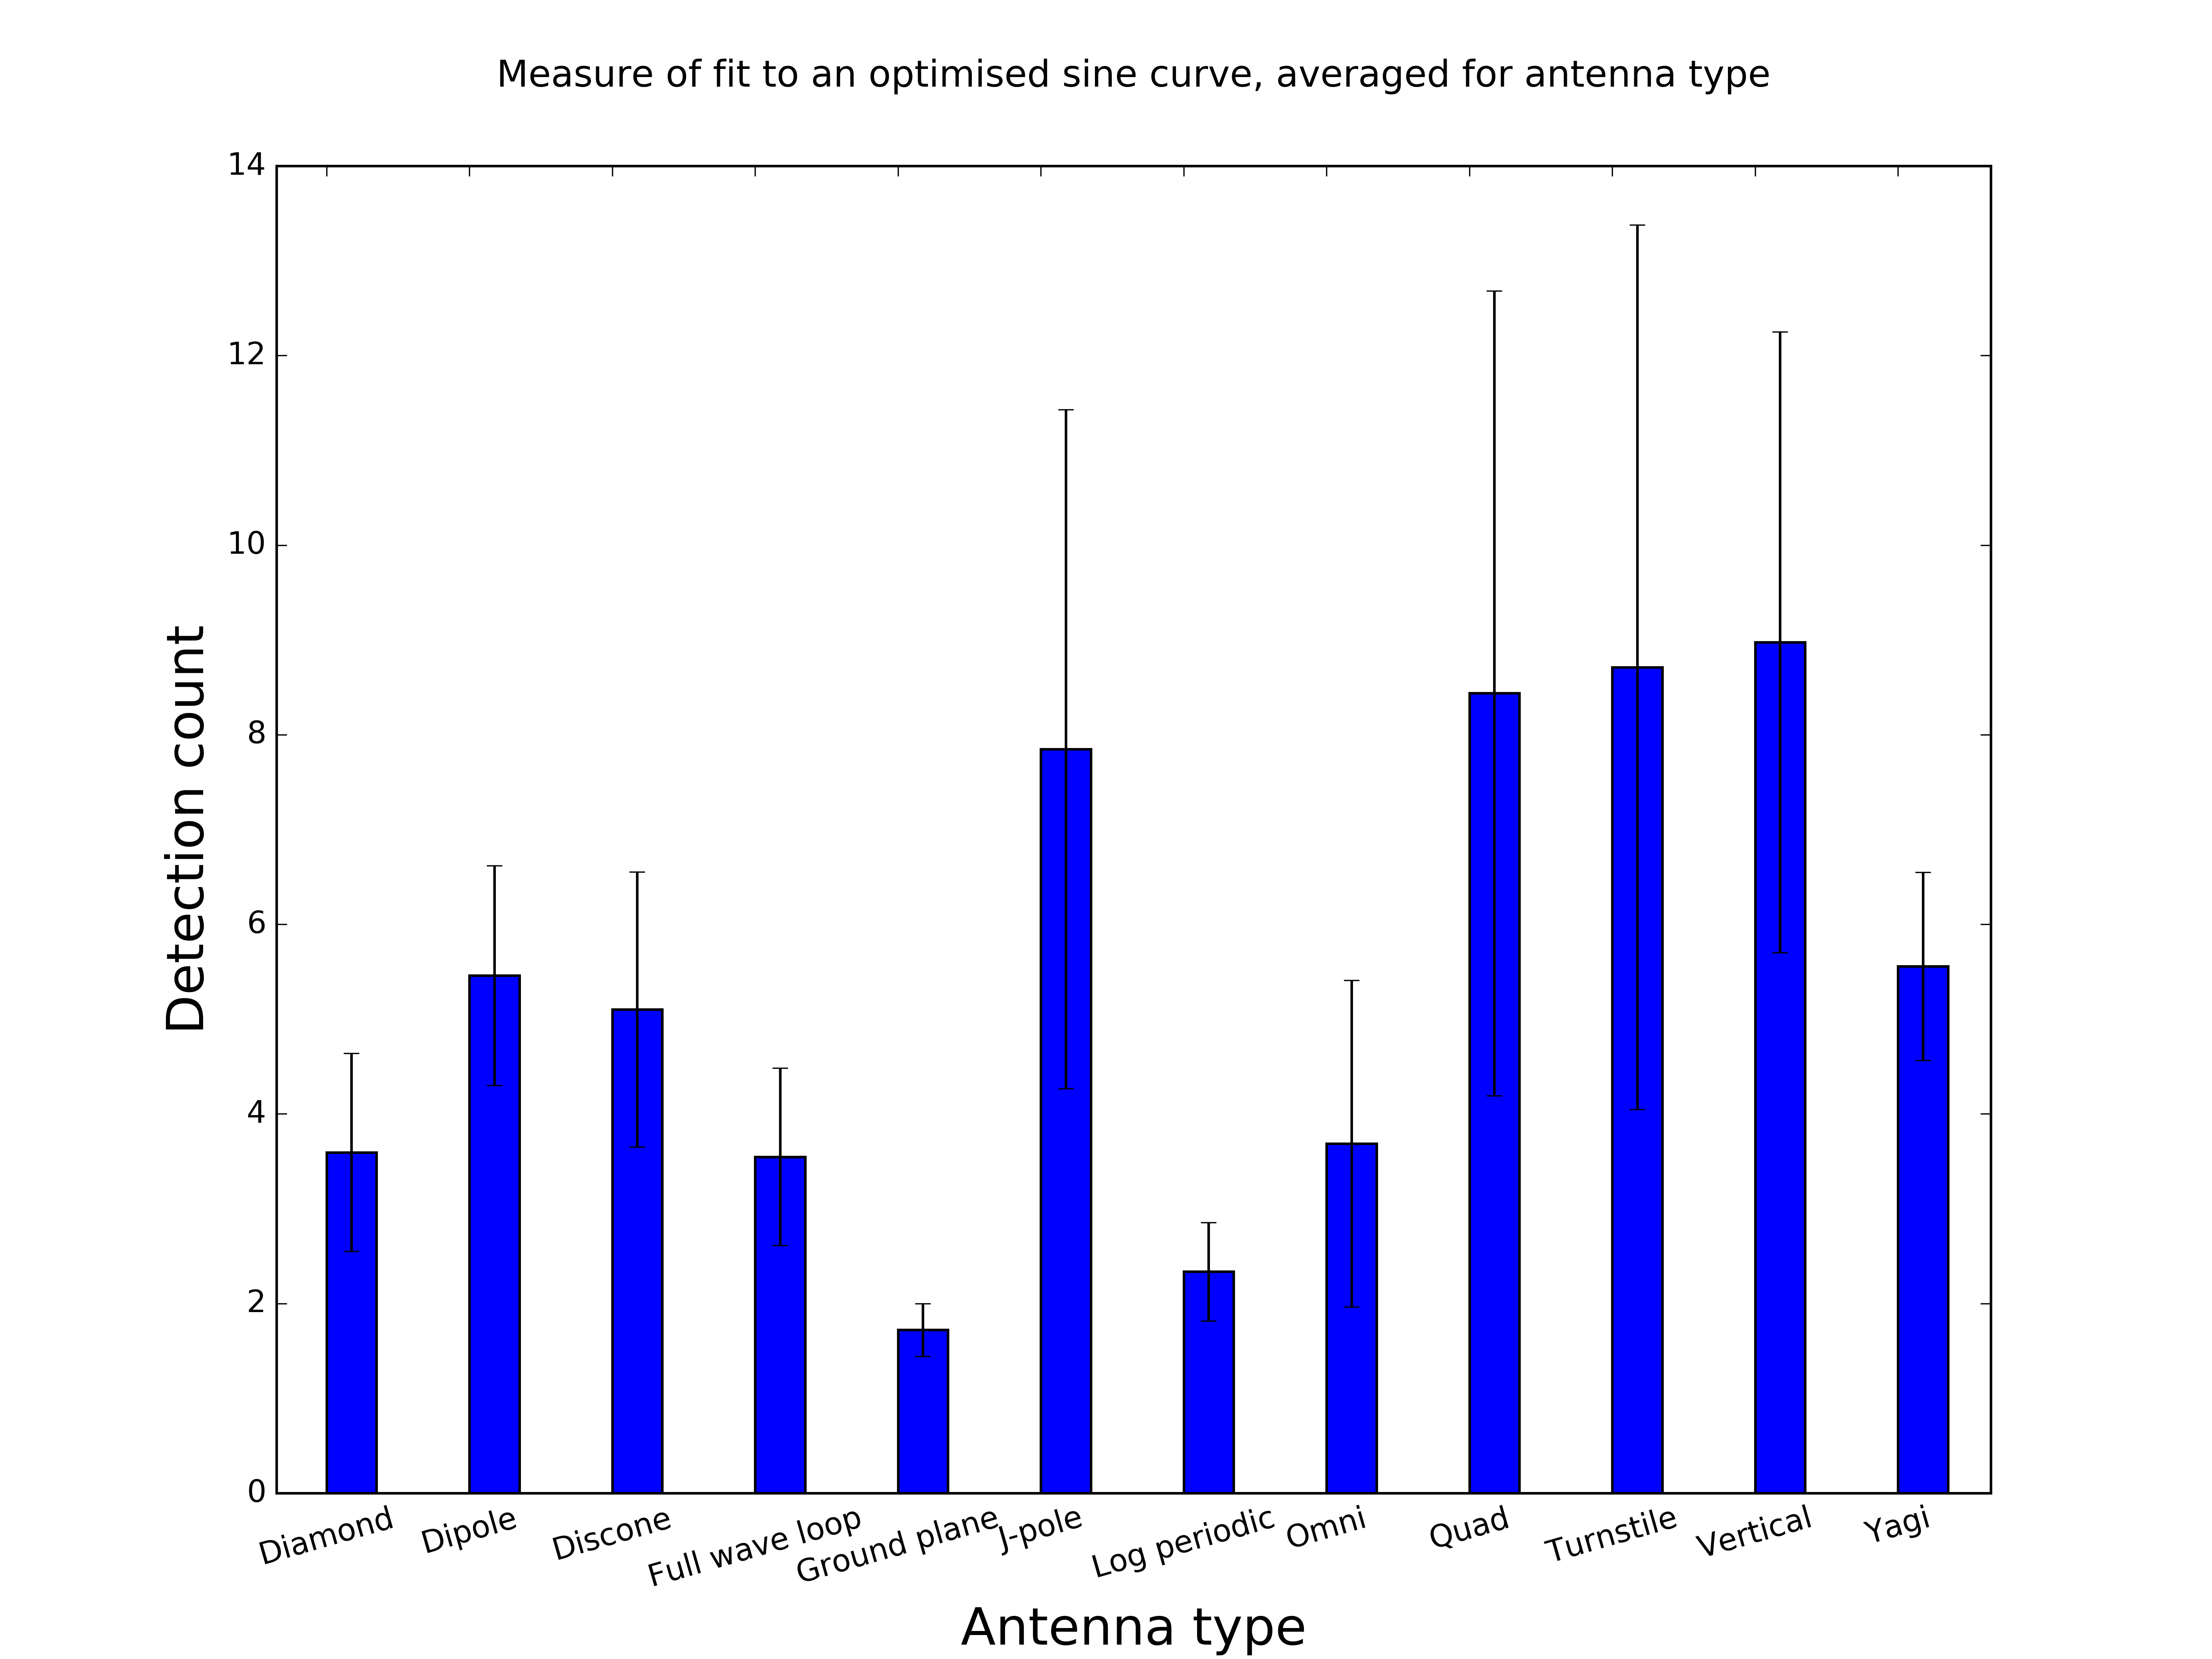 Measure of fit to an optimised sine curve, averaged for antenna type
14
12
10
8
6
4
2
0
Detection count
Diamond
Dipole
Discone
Full wave loop
Ground plane
J-pole
Log periodic
Omni
Quad
Turnstile
Vertical
Yagi
Antenna type